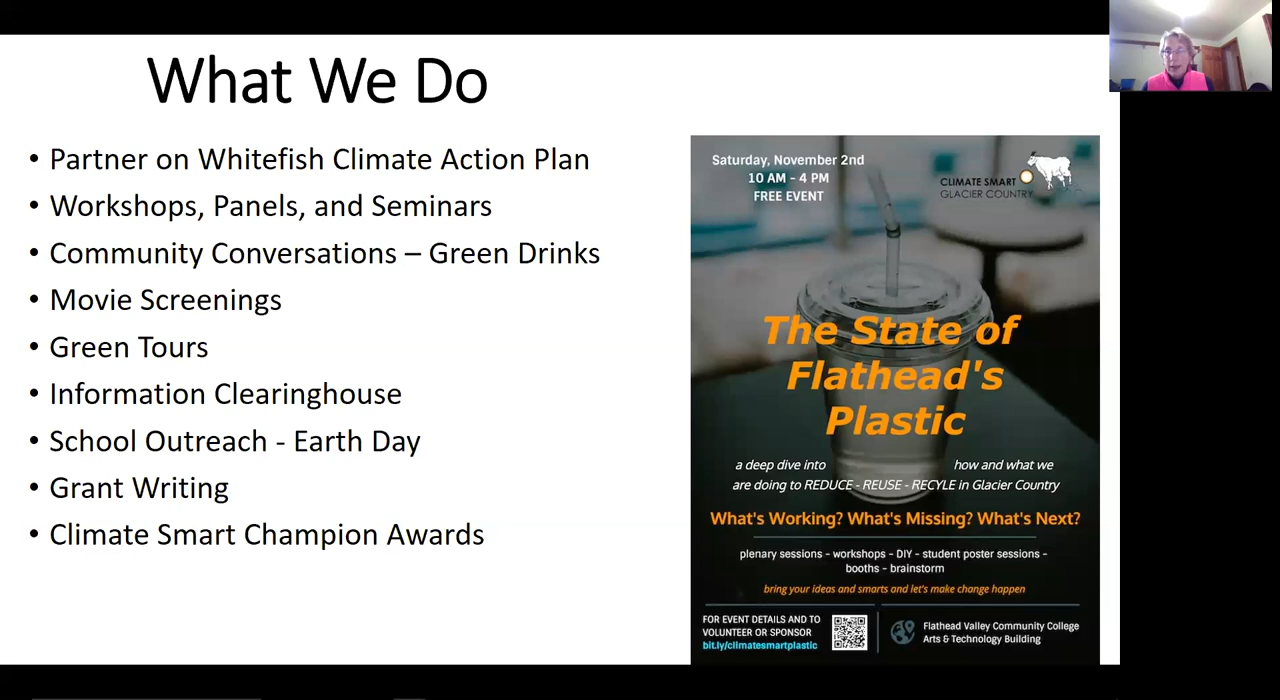 What We Do
• Partner on Whitefish Climate Action Plan
• Workshops, Panels, and Seminars
• Community Conversations – Green Drinks
• Movie Screenings
• Green Tours
• Information Clearinghouse
• School Outreach - Earth Day
• Grant Writing
• Climate Smart Champion Awards
Saturday, November 2nd
10 AM - 4 PM
FREE EVENT
CLIMATE SMART
GLACIER COUNTRY
The State of
Flathead's
Plastic
a deep dive into how and what we
are doing to REDUCE - REUSE - RECYLE in Glacier Country
What's Working? What's Missing? What's Next?
plenary sessions - workshops - DIY - student poster sessions -
booths - brainstorm
bring your ideas and smarts and let's make change happen
FOR EVENT DETAILS AND TO
VOLUNTEER OR SPONSOR
bit.ly/climatesmartplastic
Flathead Valley Community College
Arts & Technology Building